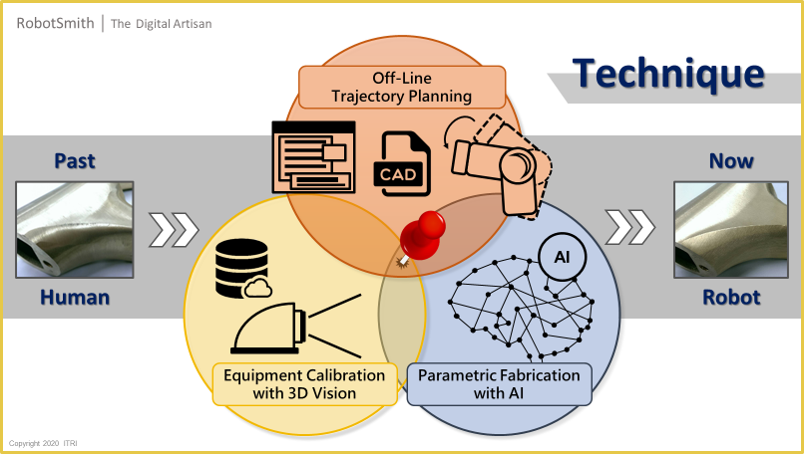 RobotSmith | The Digital Artisan
Technique
Off-Line
Trajectory Planning
CAD
Past
Human
Now
Robot
AI
Equipment Calibration
with 3D Vision
Parametric Fabrication
with AI
Copyright 2020 ITRI